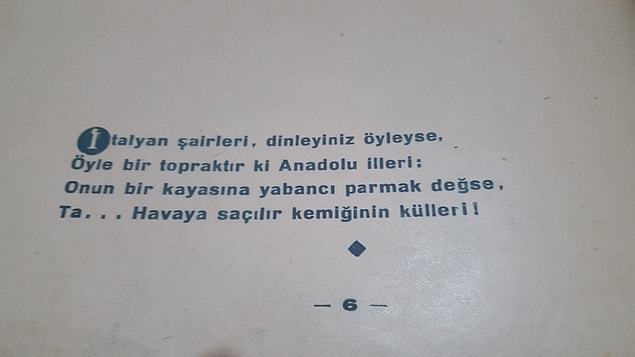 İtalyan şairleri, dinleyiniz öyleyse,
Öyle bir topraktır ki Anadolu illeri:
Onun bir kayasına yabancı parmak değse,
Ta... Havaya saçılır kemiğinin külleri!
— 6 —